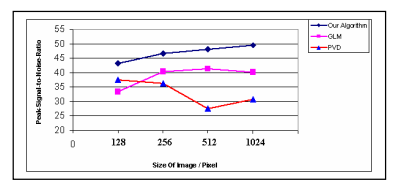 55
50
45
40
35
30
25
20
Peak-Signal-to-Noise-Ratio
0 128 256 512 1024
Size Of Image / Pixel
Our Algorithm
GLM
PVD